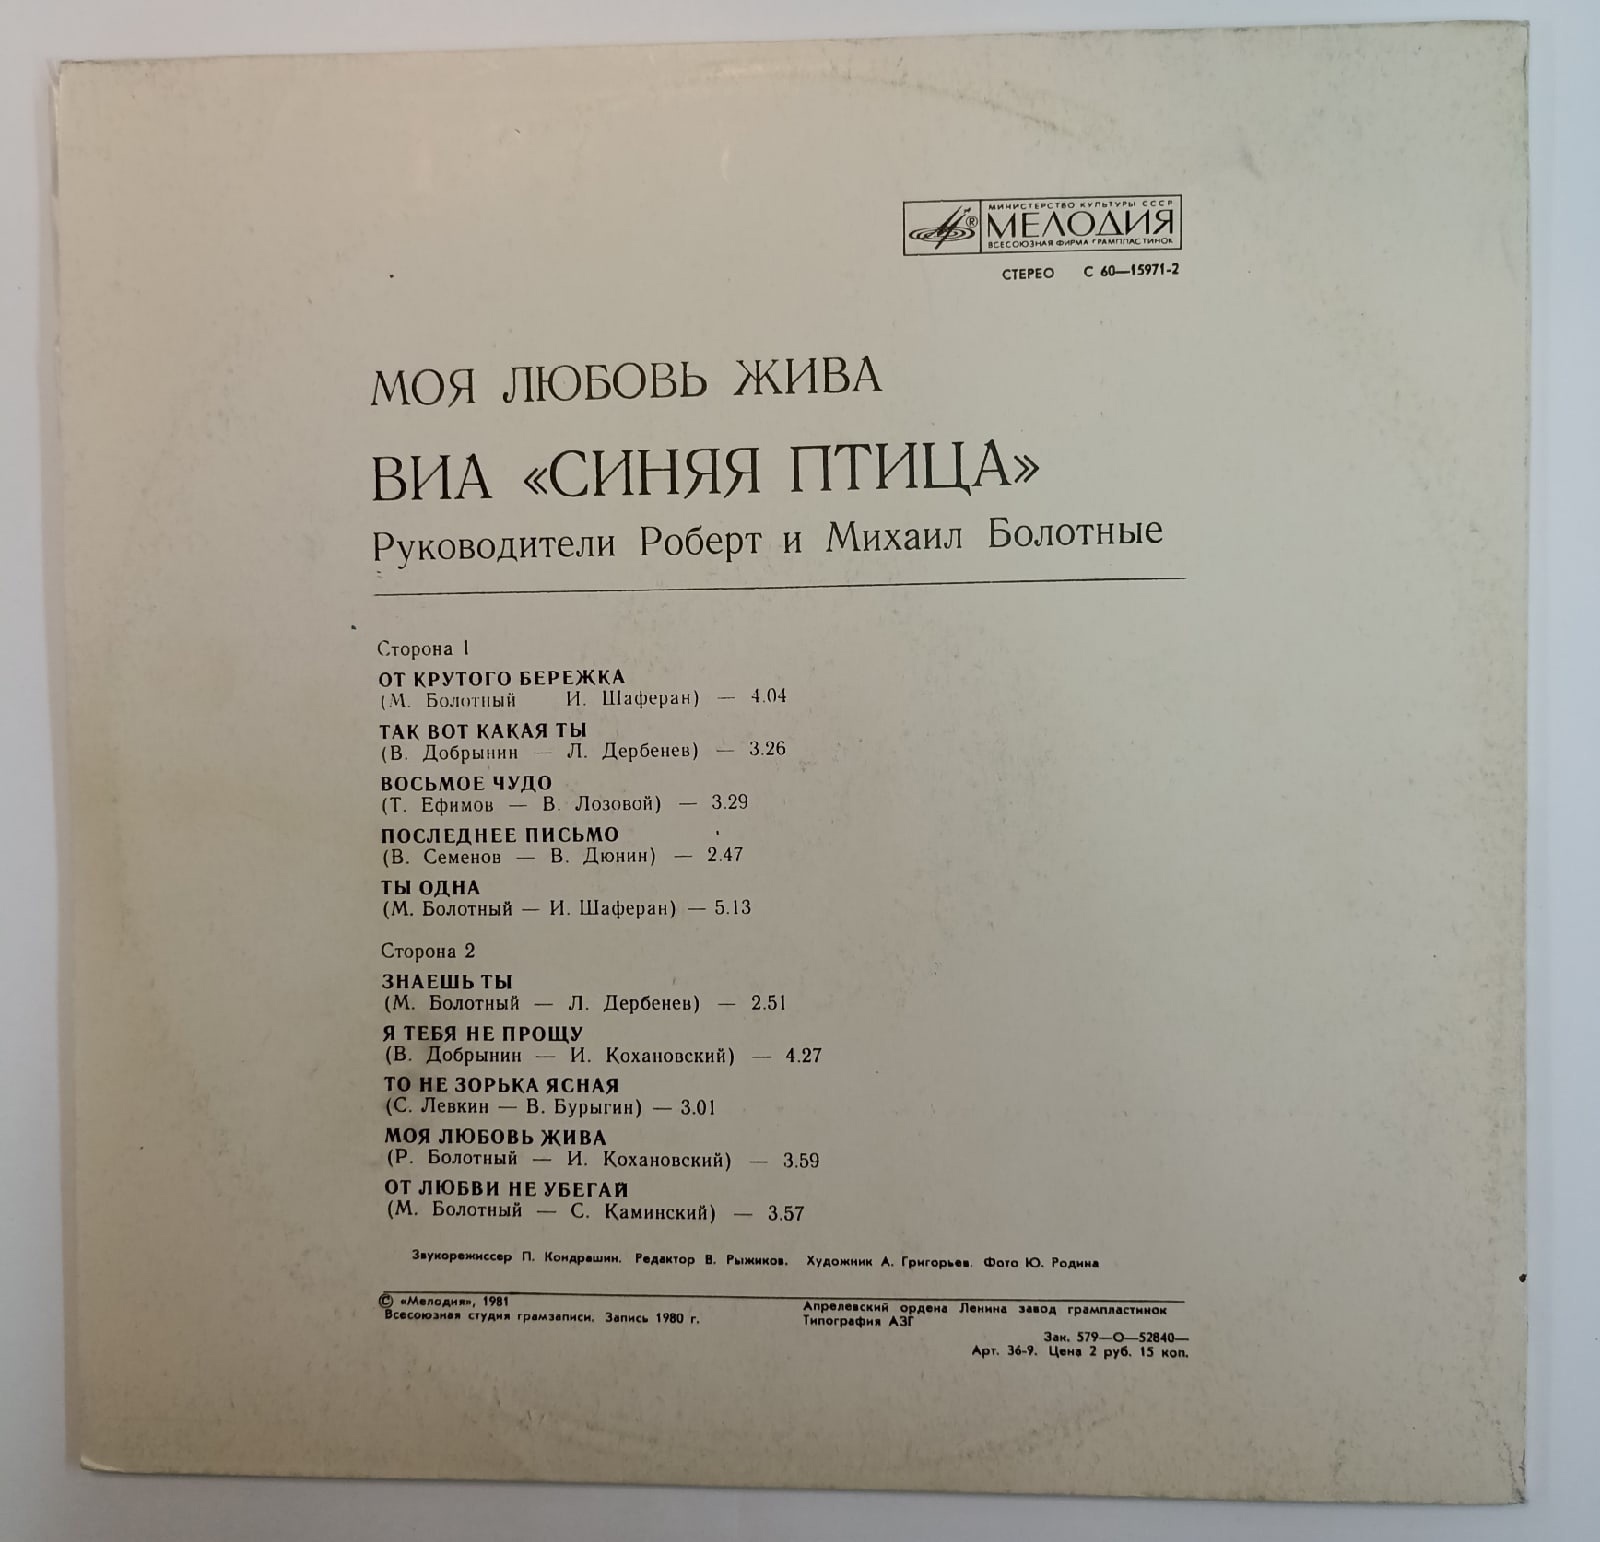 МИНИСТЕРСТВО КУЛЬТУРЫ СССР
МЕЛОДИЯ
ВСЕСОЮЗНАЯ ФИРМА ГРАМПЛАСТИНОК
®
СТЕРЕО С 60—15971-2
МОЯ ЛЮБОВЬ ЖИВА
ВИА «СИНЯЯ ПТИЦА»
Руководители Роберт и Михаил Болотные
Сторона 1
ОТ КРУТОГО БЕРЕЖКА
(М. Болотный И. Шаферан) — 4.04
ТАК ВОТ КАКАЯ ТЫ
(В. Добрынин — Л. Дербенев) — 3.26
ВОСЬМОЕ ЧУДО
(Т. Ефимов — В. Лозовой) — 3.29
ПОСЛЕДНЕЕ ПИСЬМО
(В. Семенов — В. Дюнин) — 2.47
ТЫ ОДНА
(М. Болотный — И. Шаферан) — 5.13
Сторона 2
ЗНАЕШЬ ТЫ
(М. Болотный — Л. Дербенев) — 2.51
Я ТЕБЯ НЕ ПРОЩУ
(В. Добрынин — И. Кохановский) — 4.27
ТО НЕ ЗОРЬКА ЯСНАЯ
(С. Левкин — В. Бурыгин) — 3.01
МОЯ ЛЮБОВЬ ЖИВА
(Р. Болотный — И. Кохановский) — 3.59
ОТ ЛЮБВИ НЕ УБЕГАЙ
(М. Болотный — С. Каминский) — 3.57
Звукорежиссер П. Кондрашин. Редактор В. Рыжиков. Художник А. Григорьев. Фото Ю. Родина
© «Мелодия», 1981
Всесоюзная студия грамзаписи. Запись 1980 г.
Апрелевский ордена Ленина завод грампластинок
Типография АЗГ
Зак. 579—О—52840—
Арт. 36-9. Цена 2 руб. 15 коп.